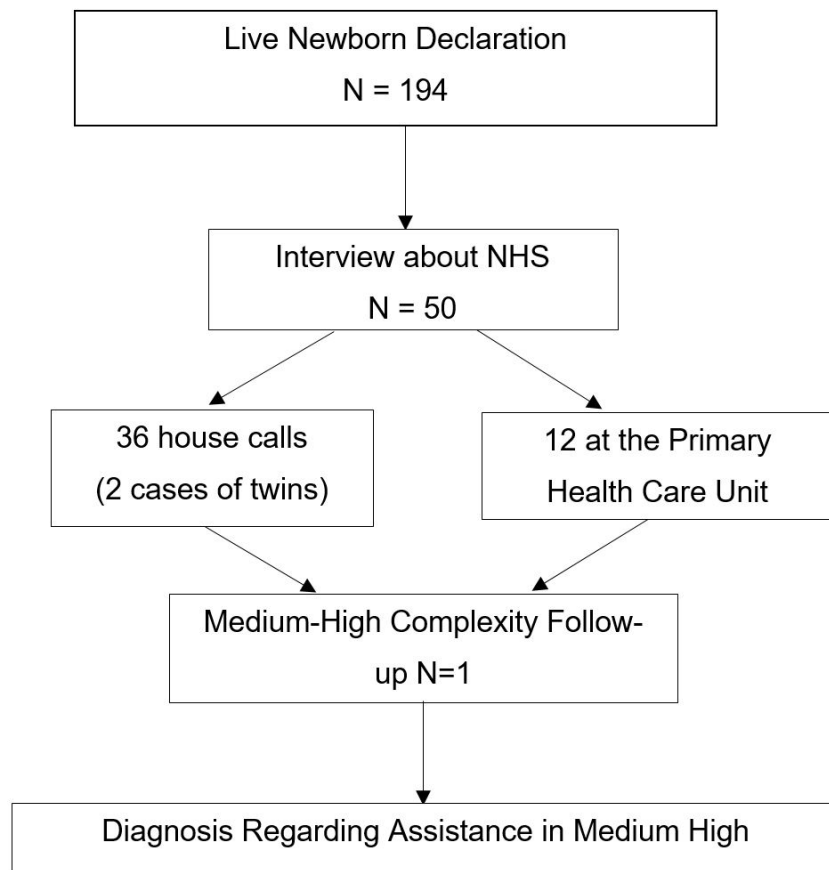 Live Newborn Declaration
N = 194
Interview about NHS
N = 50
36 house calls
(2 cases of twins)
12 at the Primary
Health Care Unit
Medium-High Complexity Follow-
up N=1
Diagnosis Regarding Assistance in Medium High